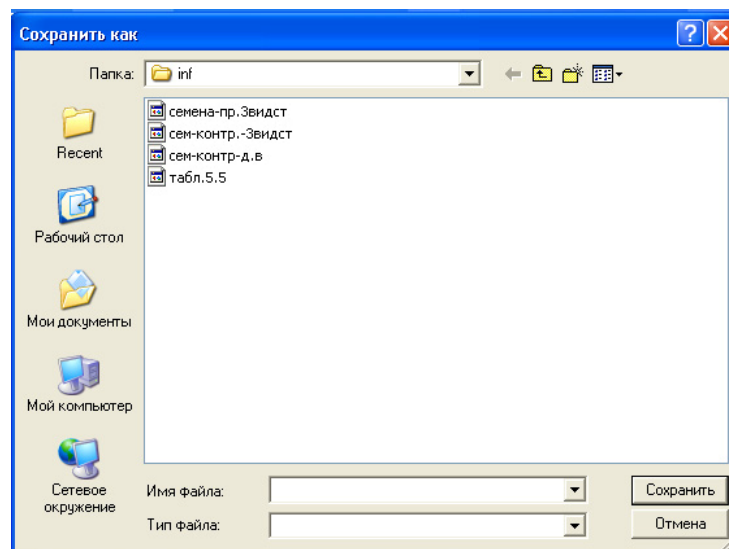 Сохранить как
Папка: inf
семена-пр.3видст
сем-контр.-3видст
сем-контр-д.в
табл.5.5
Recent
Рабочий стол
Мои документы
Мой компьютер
Сетевое
окружение
Имя файла:
Сохранить
Тип файла:
Отмена